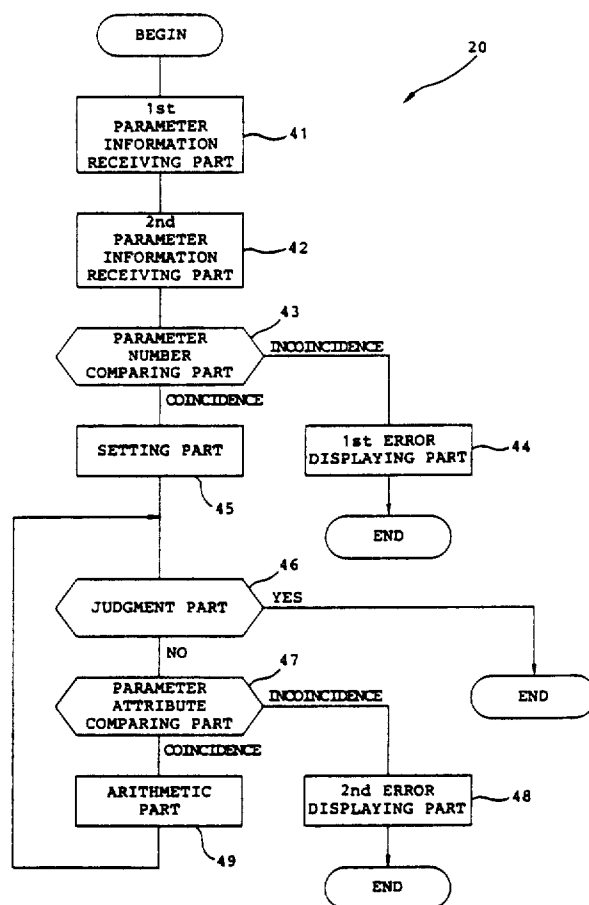 BEGIN
20
1st
PARAMETER
INFORMATION
RECEIVING PART
41
2nd
PARAMETER
INFORMATION
RECEIVING PART
42
43
PARAMETER
NUMBER
COMPARING PART
INCOINCIDENCE
COINCIDENCE
SETTING PART
45
1st ERROR
DISPLAYING PART
44
END
46
JUDGMENT PART
YES
END
NO
47
PARAMETER
ATTRIBUTE
COMPARING PART
INCOINCIDENCE
COINCIDENCE
ARITHMETIC
PART
49
2nd ERROR
DISPLAYING PART
48
END